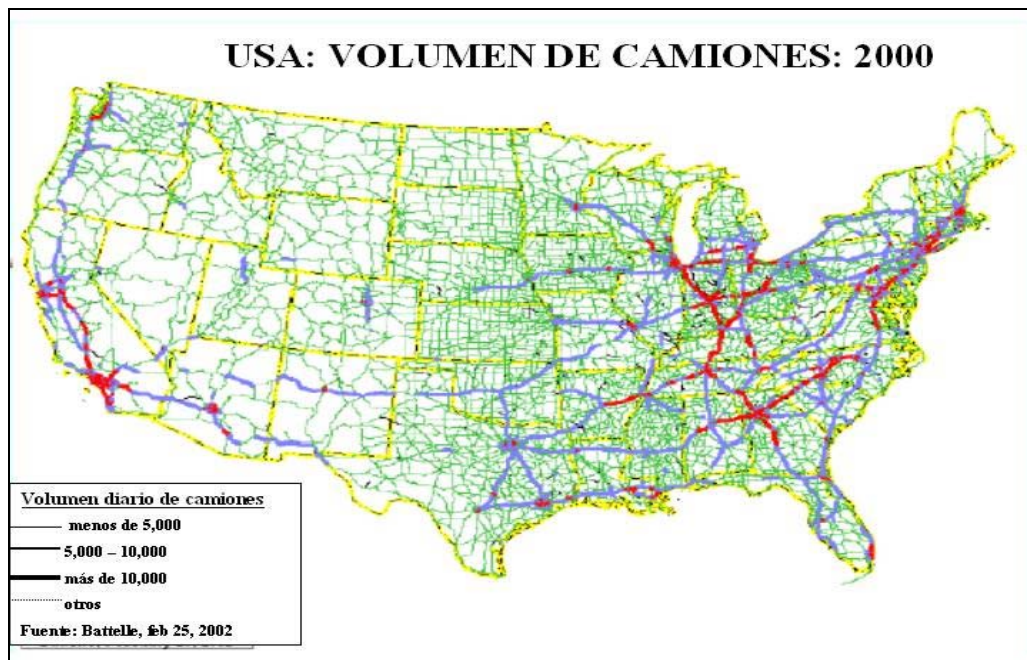 USA: VOLUMEN DE CAMIONES: 2000
Volumen diario de camiones
menos de 5,000
5,000 – 10,000
más de 10,000
otros
Fuente: Battelle, feb 25, 2002